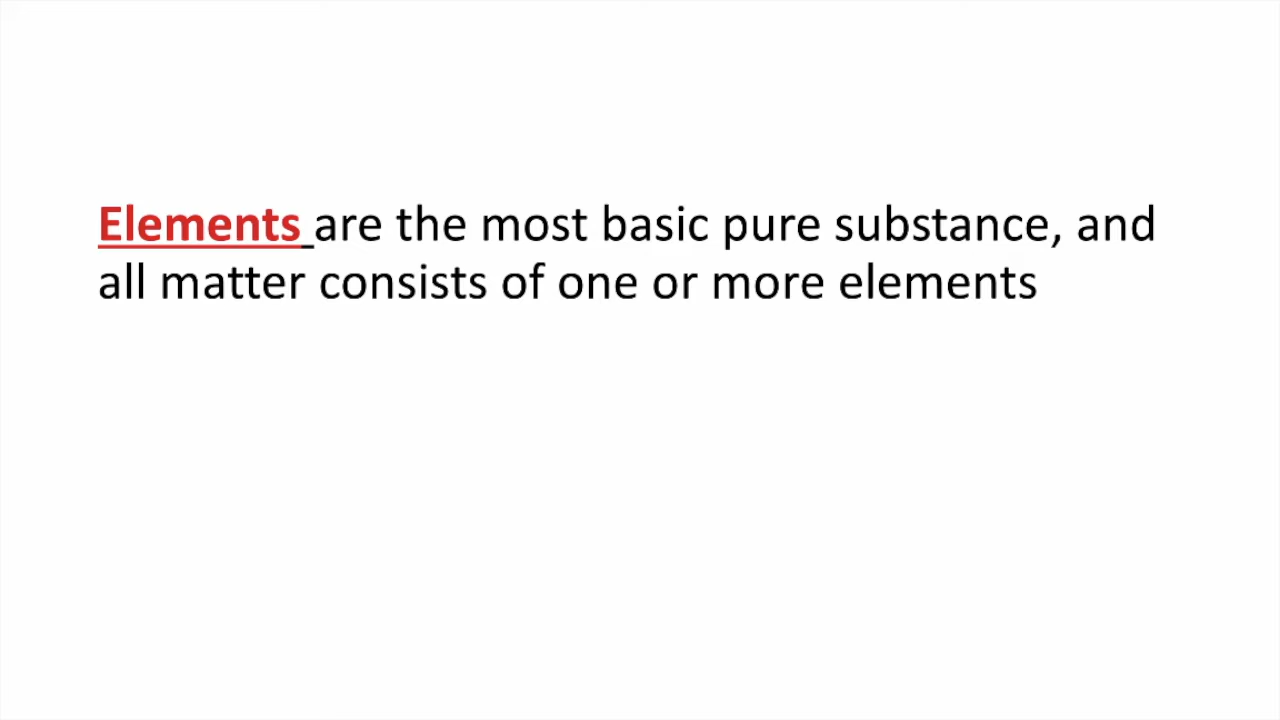 Elements are the most basic pure substance, and
all matter consists of one or more elements